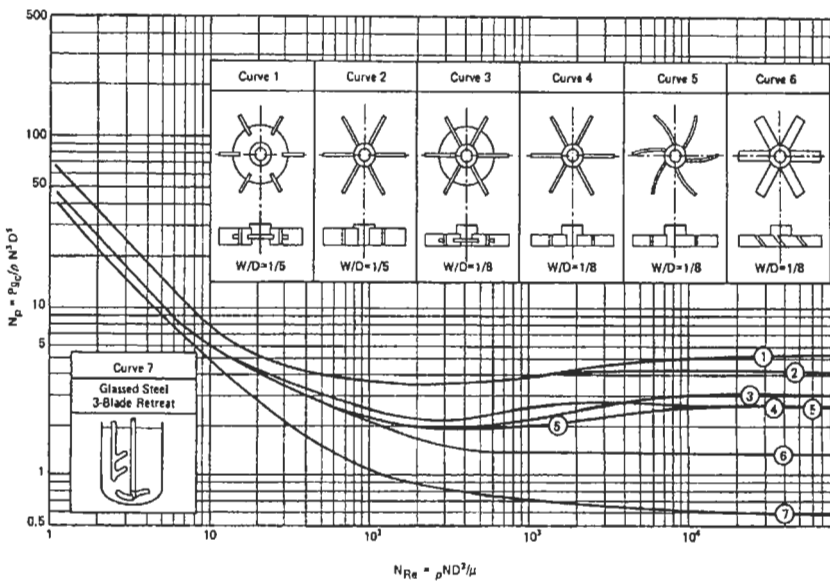 500
100
50
10
5
1
0.5
N_p = Pg_c/ρ N³ D⁵
Curve 1
Curve 2
Curve 3
Curve 4
Curve 5
Curve 6
W/D=1/5
W/D=1/5
W/D=1/8
W/D=1/8
W/D=1/8
W/D=1/8
Curve 7
Glassed Steel
3-Blade Retreat
1
2
3
4
5
5
6
7
1
10
10²
10³
10⁴
N_Re = ρND²/μ